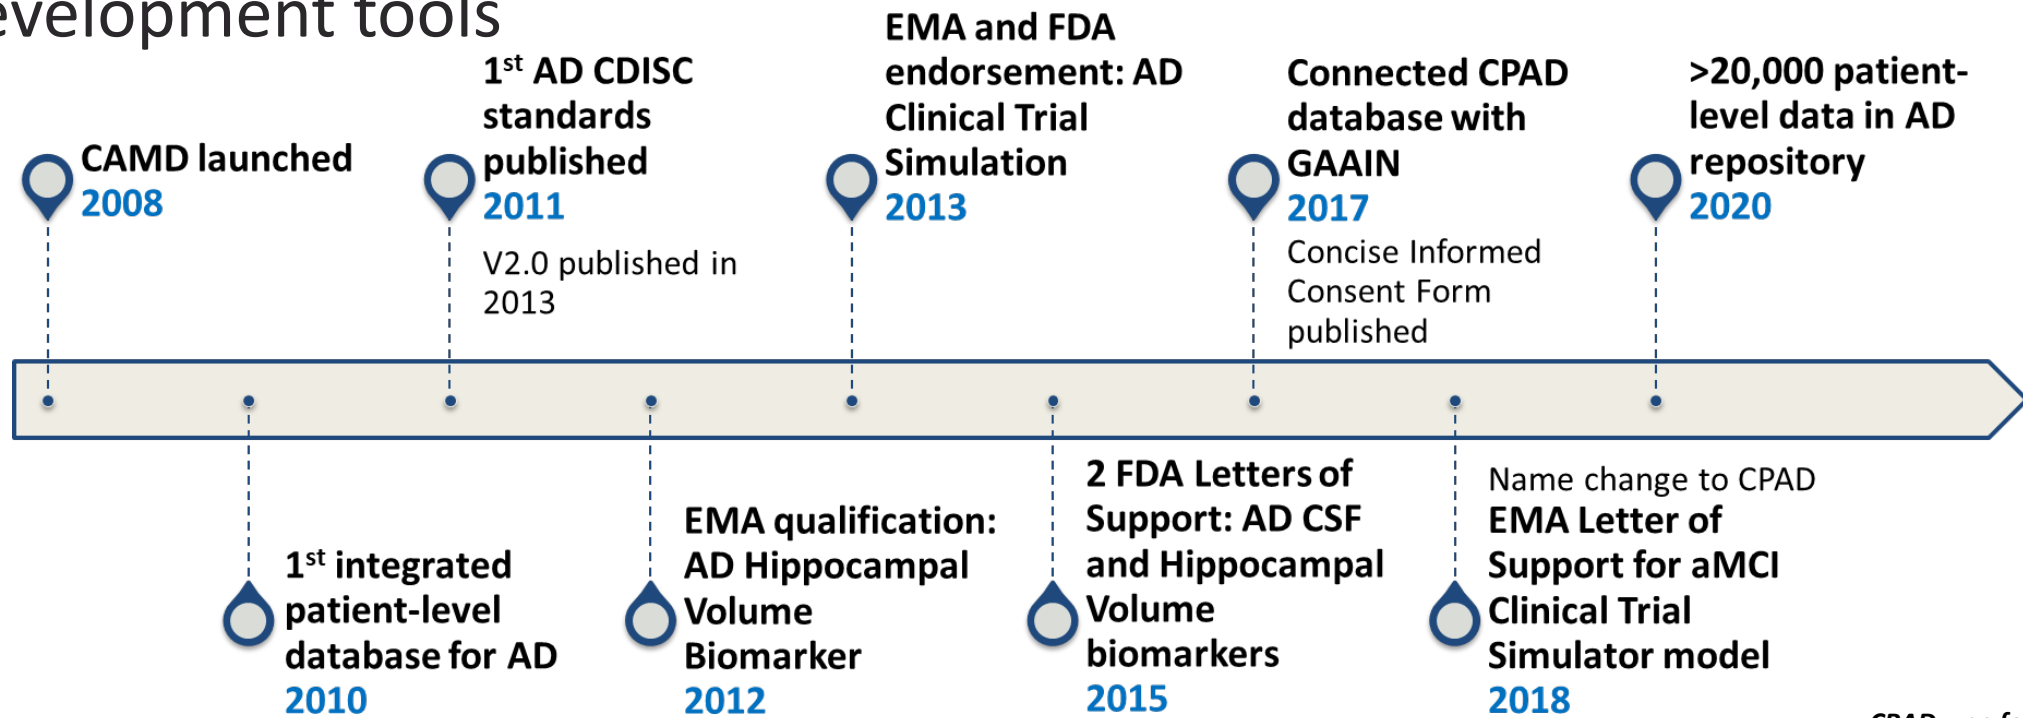 evelopment tools
CAMD launched
2008
1st AD CDISC
standards
published
2011
V2.0 published in
2013
EMA and FDA
endorsement: AD
Clinical Trial
Simulation
2013
Connected CPAD
database with
GAAIN
2017
Concise Informed
Consent Form
published
>20,000 patient-
level data in AD
repository
2020
1st integrated
patient-level
database for AD
2010
EMA qualification:
AD Hippocampal
Volume
Biomarker
2012
2 FDA Letters of
Support: AD CSF
and Hippocampal
Volume
biomarkers
2015
Name change to CPAD
EMA Letter of
Support for aMCI
Clinical Trial
Simulator model
2018